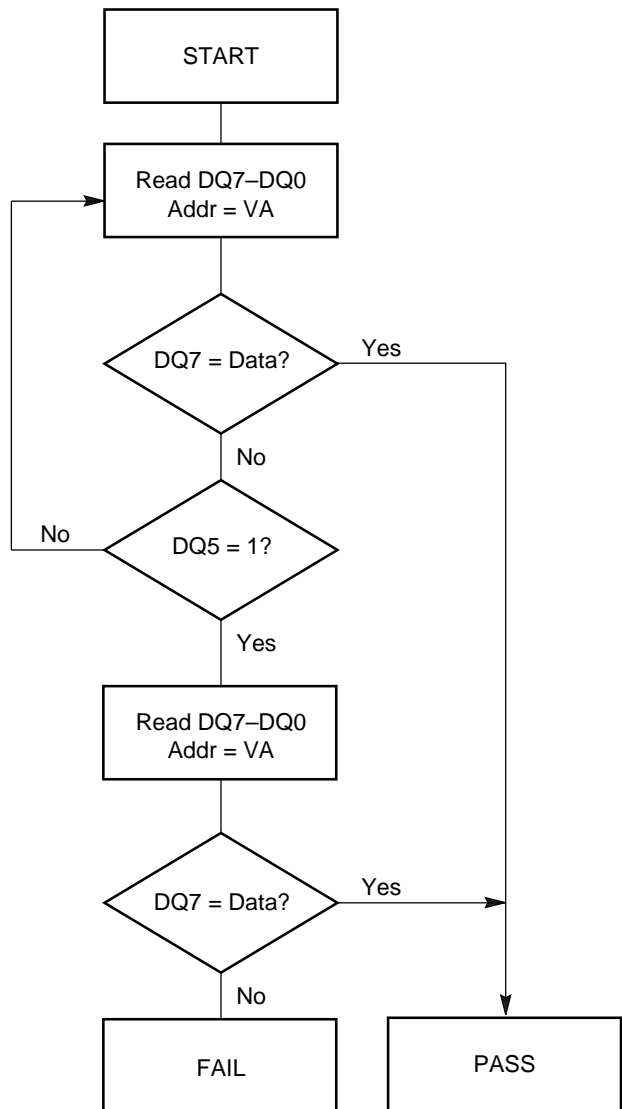 START
Read DQ7–DQ0
Addr = VA
DQ7 = Data?
Yes
No
No
DQ5 = 1?
Yes
Read DQ7–DQ0
Addr = VA
DQ7 = Data?
Yes
No
FAIL
PASS